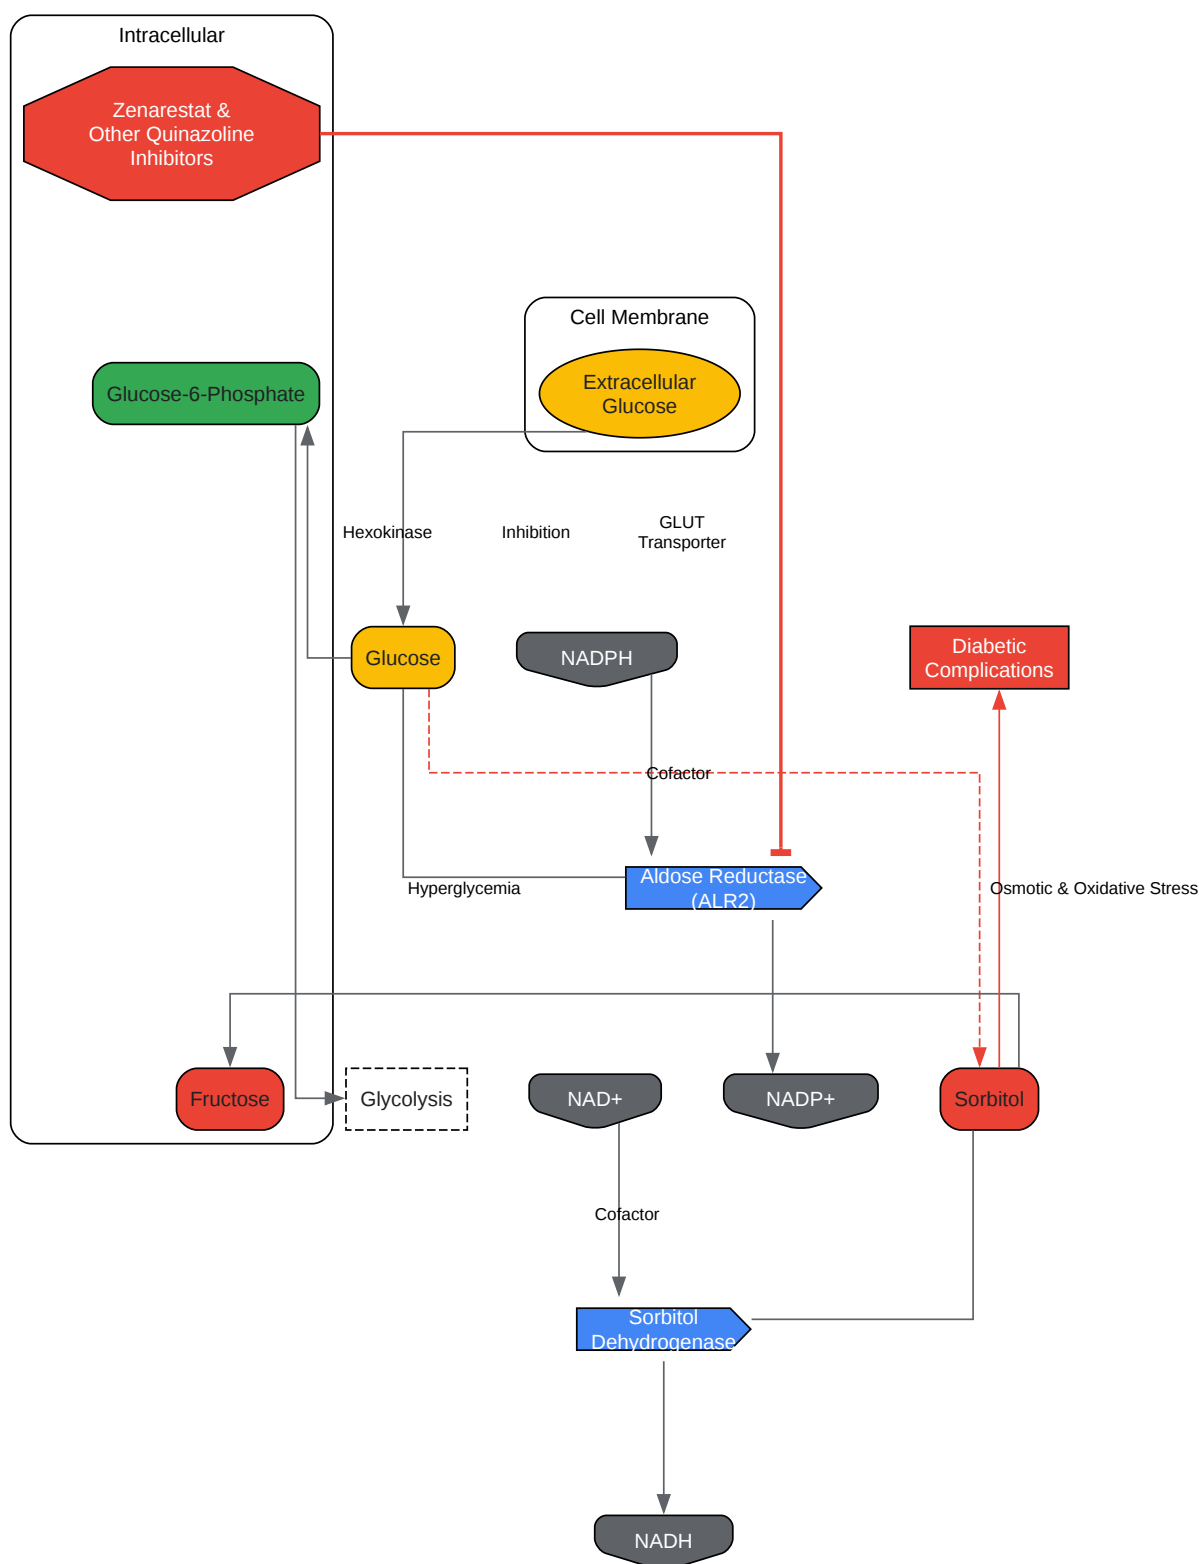 Intracellular
Zenarestat &
Other Quinazoline
Inhibitors
Cell Membrane
Extracellular
Glucose
Glucose-6-Phosphate
Hexokinase
Inhibition
GLUT
Transporter
Glucose
NADPH
Diabetic
Complications
Cofactor
Aldose Reductase
(ALR2)
Hyperglycemia
Osmotic & Oxidative Stress
Fructose
Glycolysis
NAD+
NADP+
Sorbitol
Cofactor
Sorbitol
Dehydrogenase
NADH